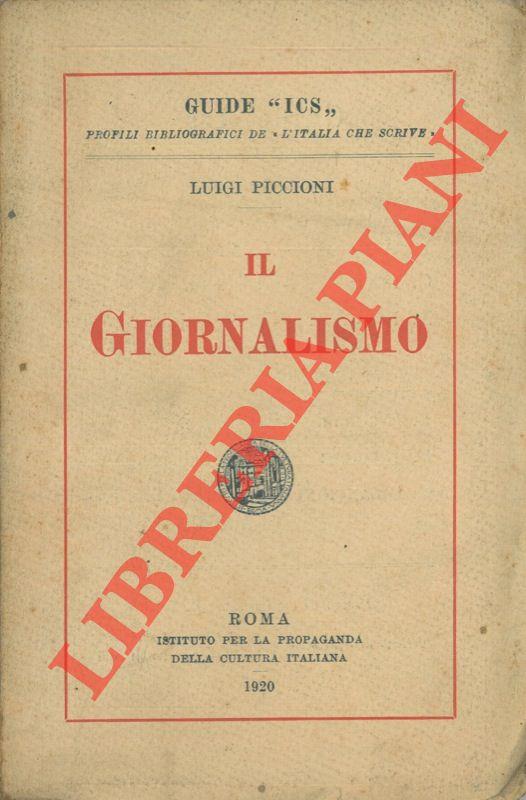 GUIDE “ICS„
PROFILI BIBLIOGRAFICI DE « L'ITALIA CHE SCRIVE »
LUIGI PICCIONI
IL
GIORNALISMO
LIBRERIA PIANI
ROMA
ISTITUTO PER LA PROPAGANDA
DELLA CULTURA ITALIANA
1920